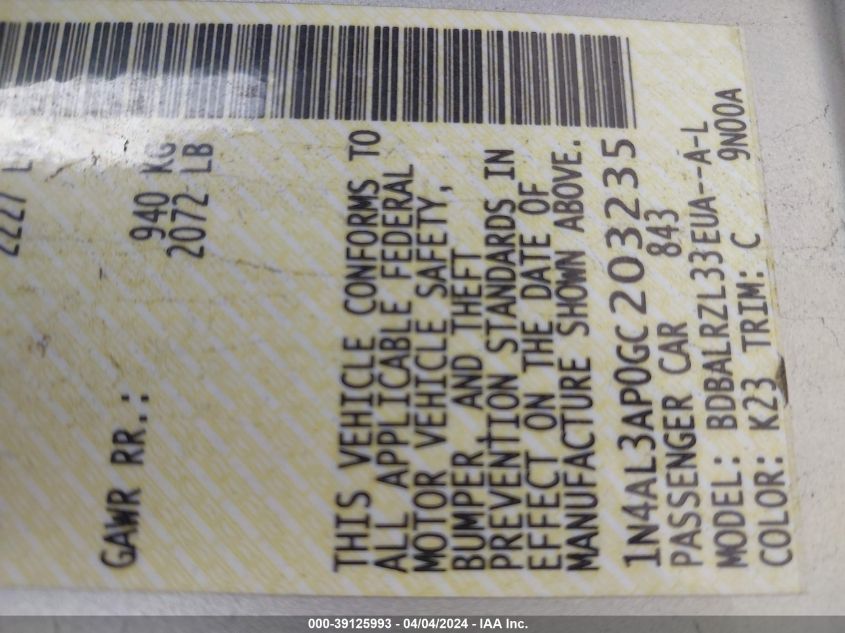 2227 L
GAWR RR.: 940 KG
2072 LB
THIS VEHICLE CONFORMS TO
ALL APPLICABLE FEDERAL
MOTOR VEHICLE SAFETY,
BUMPER, AND THEFT
PREVENTION STANDARDS IN
EFFECT ON THE DATE OF
MANUFACTURE SHOWN ABOVE.
1N4AL3AP0GC203235
PASSENGER CAR 843
MODEL: BDBALRZL33EUA--A-L
COLOR: K23 TRIM: C 9N00A
000-39125993 - 04/04/2024 - IAA Inc.